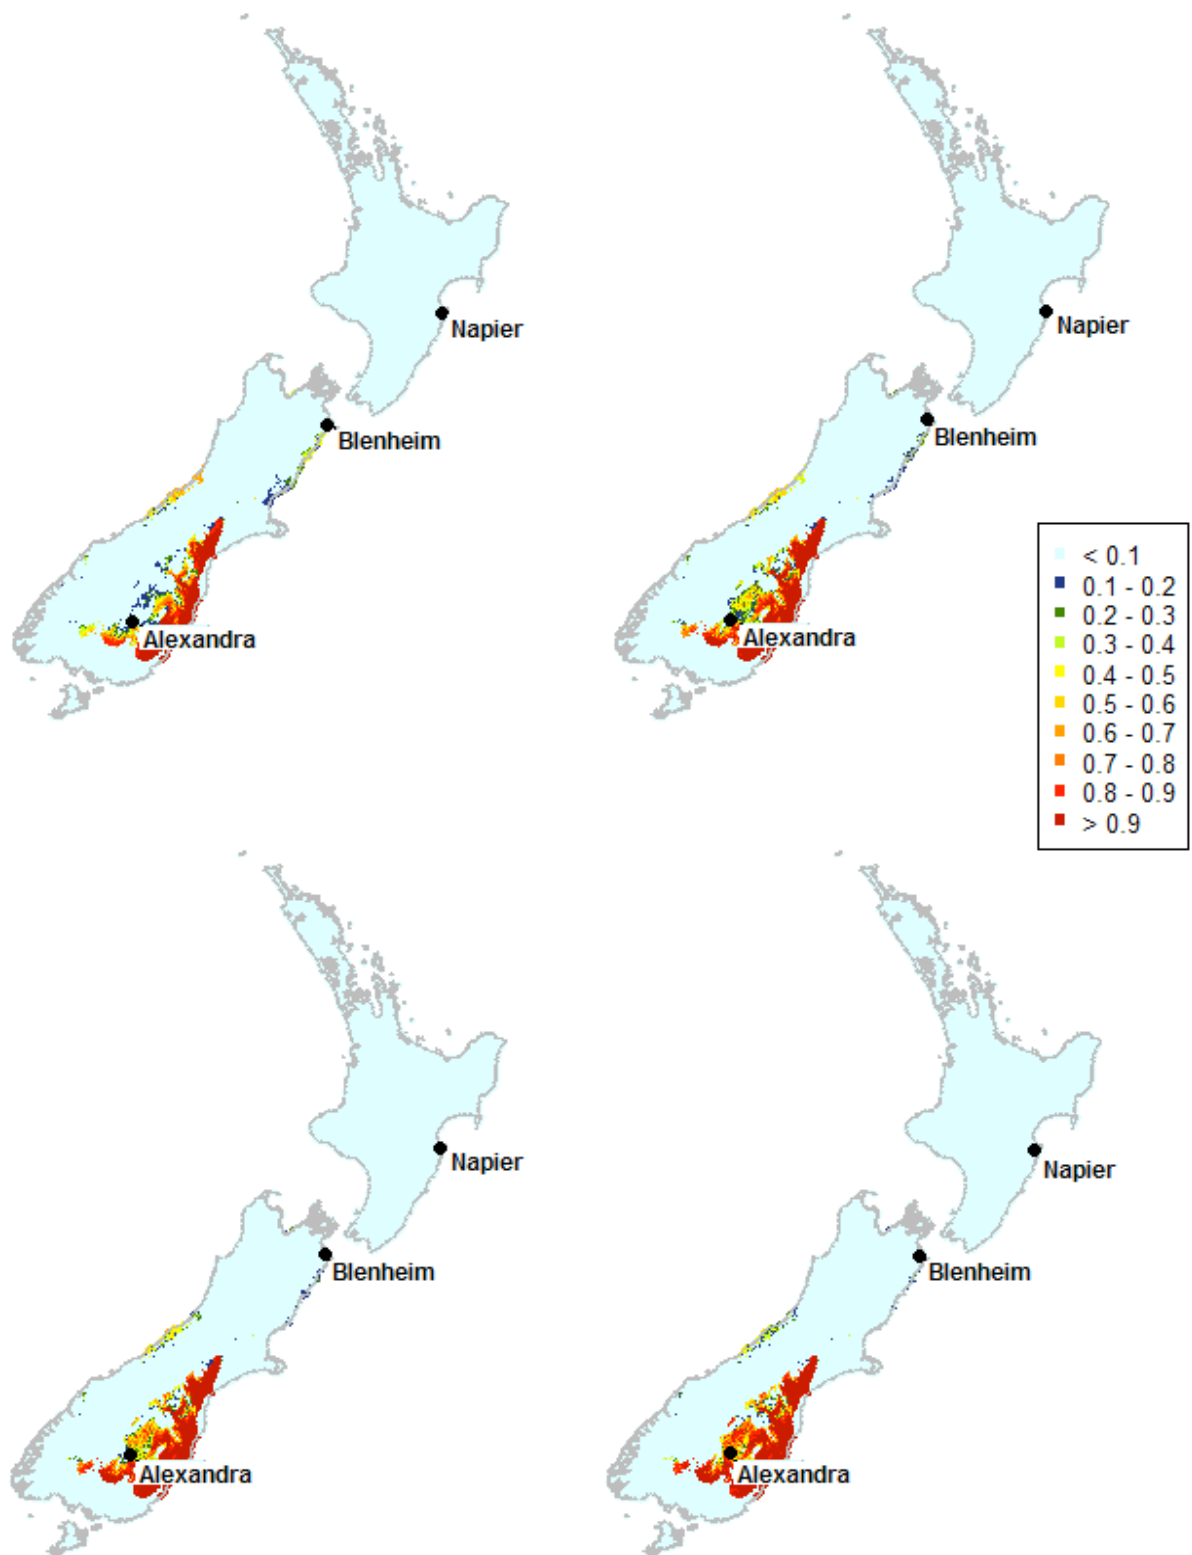 Napier
Blenheim
Alexandra
Napier
Blenheim
Alexandra
< 0.1
0.1 - 0.2
0.2 - 0.3
0.3 - 0.4
0.4 - 0.5
0.5 - 0.6
0.6 - 0.7
0.7 - 0.8
0.8 - 0.9
> 0.9
Napier
Blenheim
Alexandra
Napier
Blenheim
Alexandra